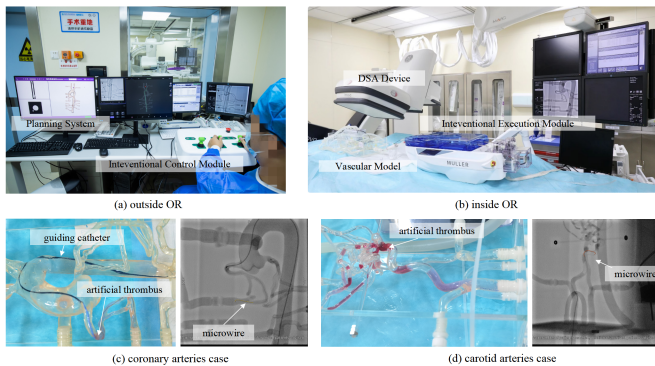 手术重地
Planning System
Inteventional Control Module
(a) outside OR
DSA Device
Interventional Execution Module
Vascular Model
MULLER
(b) inside OR
guiding catheter
artificial thrombus
microwire
(c) coronary arteries case
artificial thrombus
microwire
(d) carotid arteries case